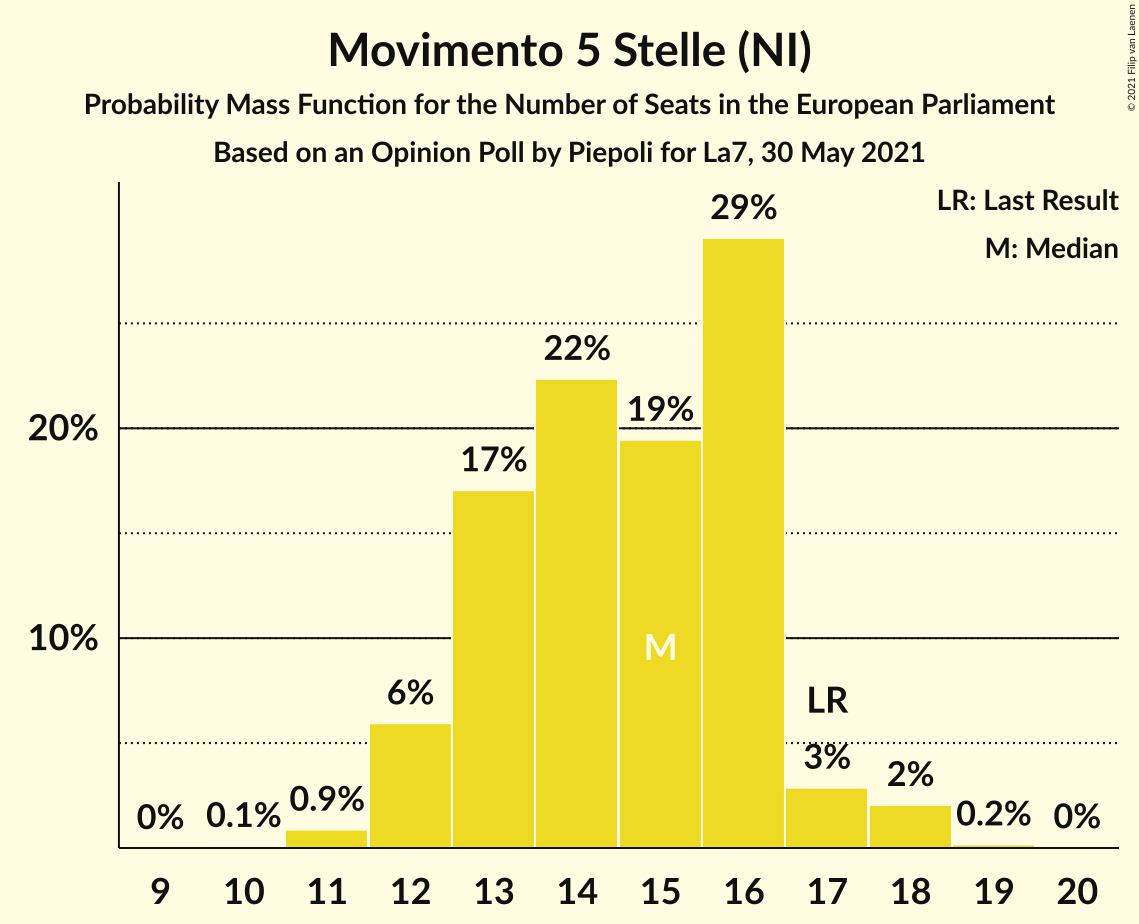 Movimento 5 Stelle (NI)
Probability Mass Function for the Number of Seats in the European Parliament
Based on an Opinion Poll by Piepoli for La7, 30 May 2021
© 2021 Filip van Laenen
LR: Last Result
M: Median
29%
22%
19%
20%
17%
M
10%
6%
LR
3%
2%
0.9%
0% 0.1% 0.2% 0%
9 10 11 12 13 14 15 16 17 18 19 20